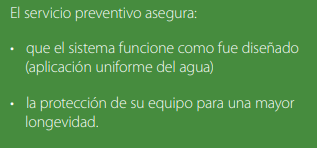 El servicio preventivo asegura:
• que el sistema funcione como fue diseñado
(aplicación uniforme del agua)
• la protección de su equipo para una mayor
longevidad.